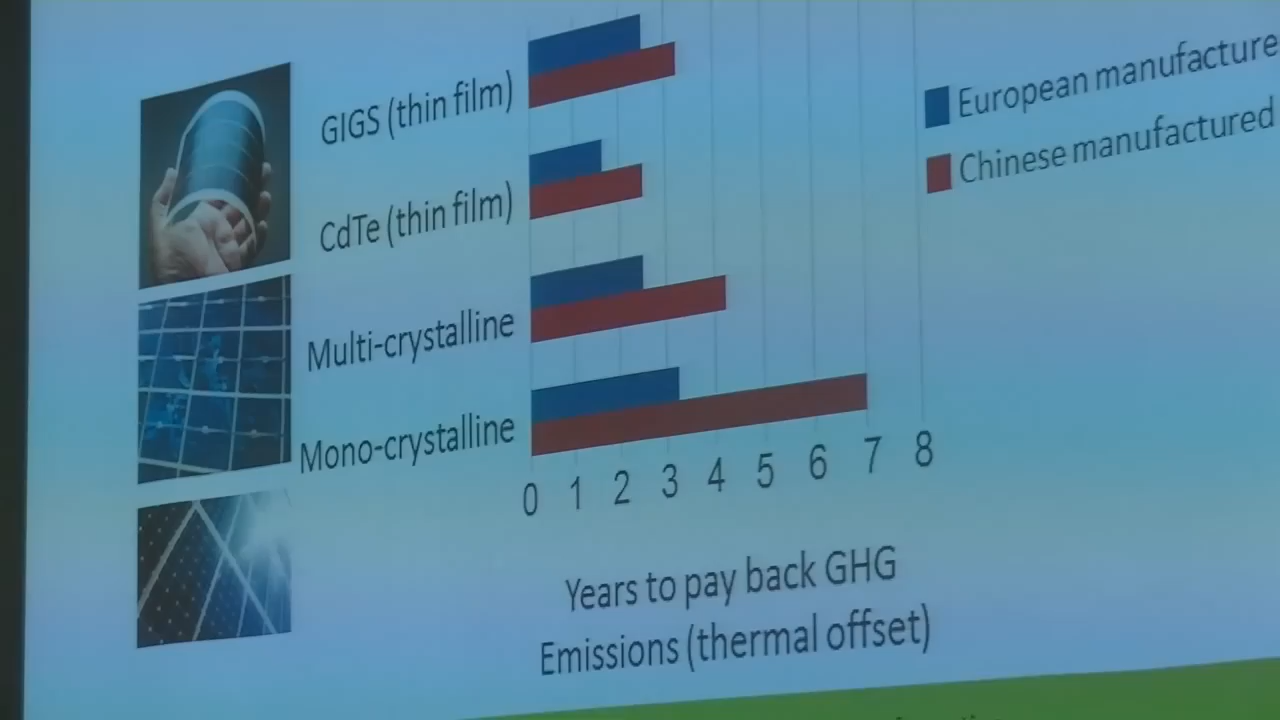 GIGS (thin film)
CdTe (thin film)
Multi-crystalline
Mono-crystalline
0 1 2 3 4 5 6 7 8
Years to pay back GHG
Emissions (thermal offset)
European manufacture
Chinese manufactured